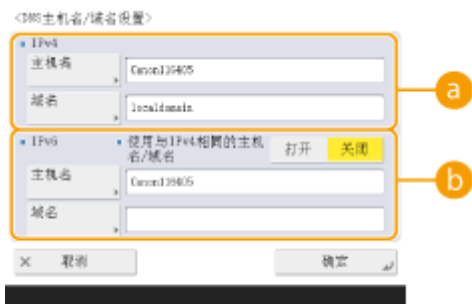 <DNS主机名/域名设置>
IPv4
主机名
Canon116405
域名
localdomain
a
IPv6
使用与IPv4相同的主机名/域名
打开
关闭
主机名
Canon116405
域名
b
× 取消
确定